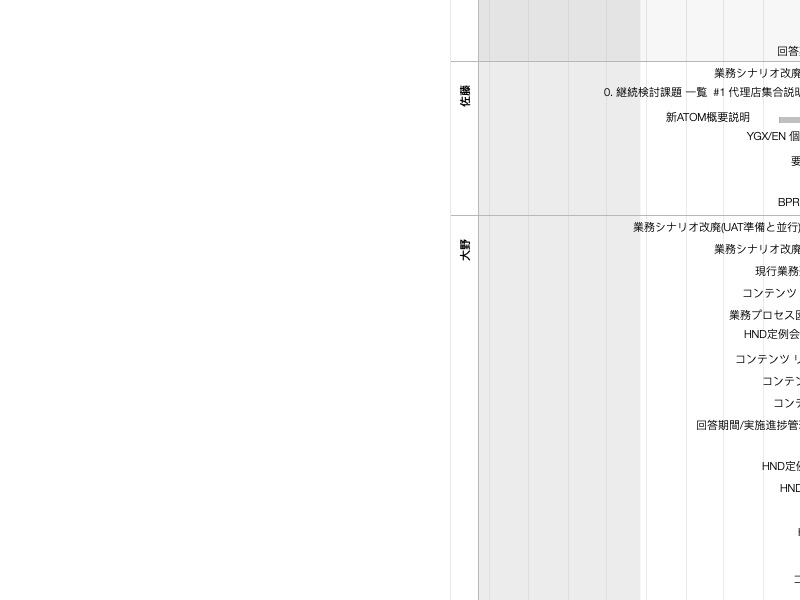 回答
佐藤
業務シナリオ改廃
0. 継続検討課題 一覧 #1 代理店集合説明
新ATOM概要説明
YGX/EN 個
要
BPR
大野
業務シナリオ改廃(UAT準備と並行)
業務シナリオ改廃
現行業務
コンテンツ
業務プロセス図
HND定例会
コンテンツ リ
コンテン
コンテ
回答期間/実施進捗管理
HND定例
HND
コ